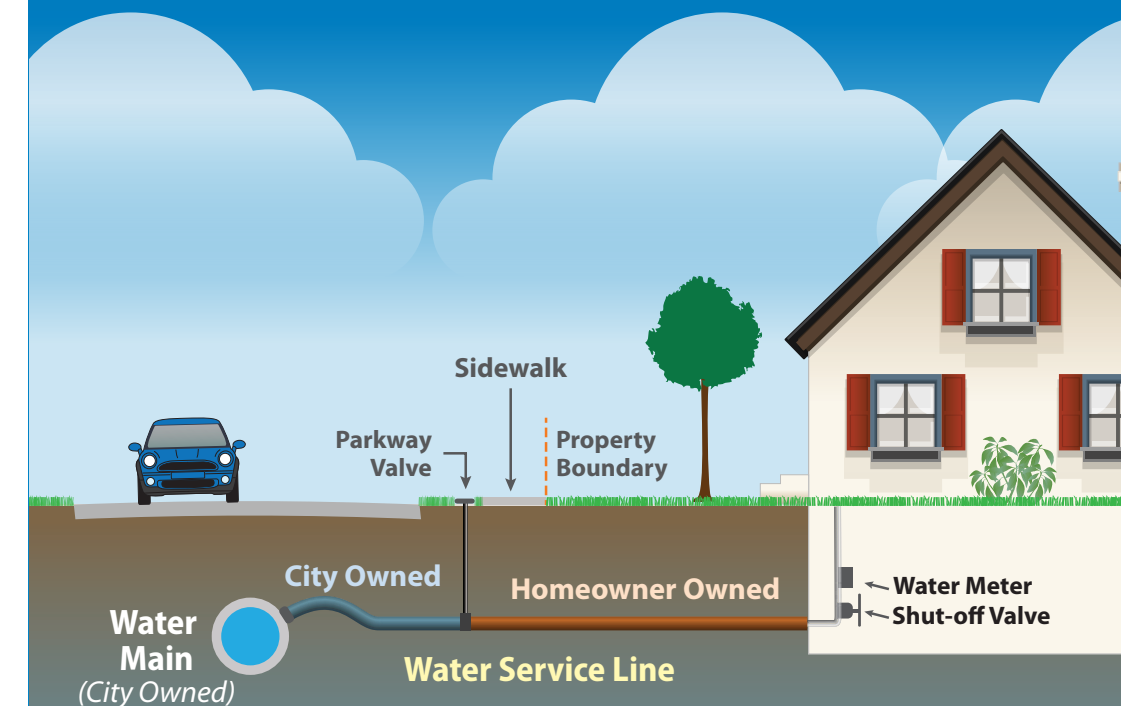 Sidewalk
Parkway
Valve
Property
Boundary
City Owned
Homeowner Owned
Water Meter
Shut-off Valve
Water
Main
(City Owned)
Water Service Line